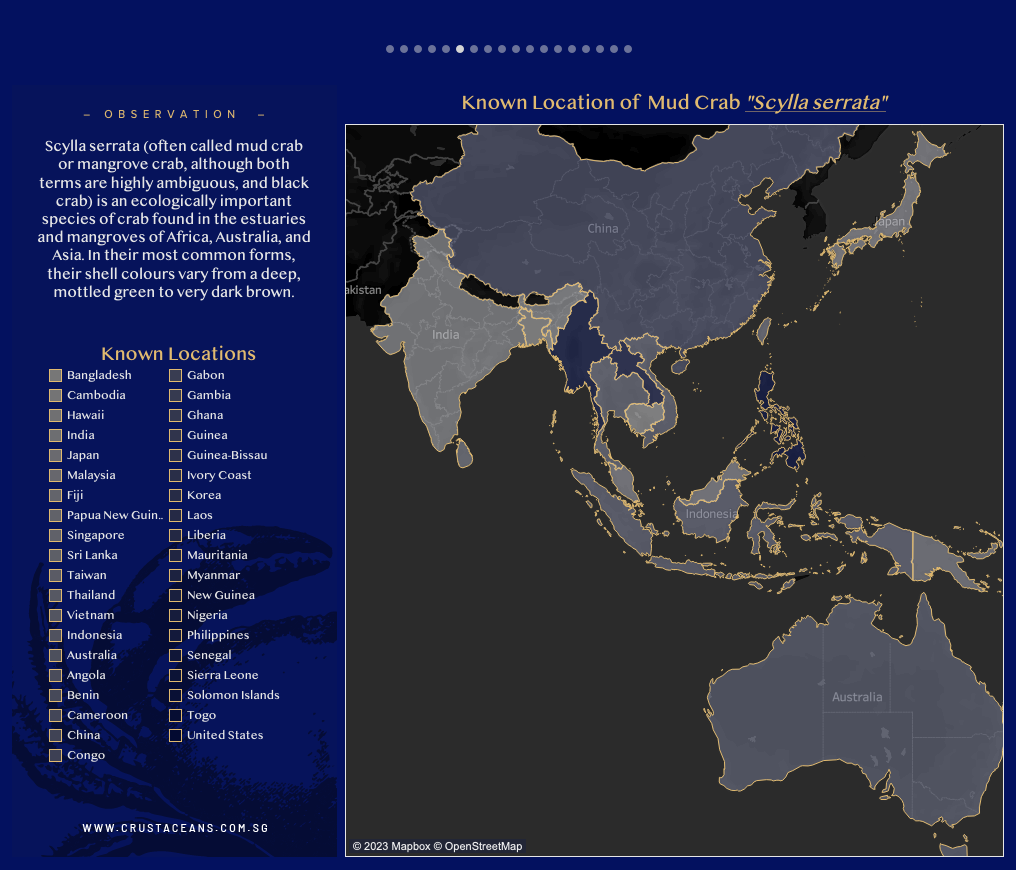 Known Location of Mud Crab "Scylla serrata"
– OBSERVATION –
Scylla serrata (often called mud crab
or mangrove crab, although both
terms are highly ambiguous, and black
crab) is an ecologically important
species of crab found in the estuaries
and mangroves of Africa, Australia, and
Asia. In their most common forms,
their shell colours vary from a deep,
mottled green to very dark brown.
Known Locations
Bangladesh
Cambodia
Hawaii
India
Japan
Malaysia
Fiji
Papua New Guin..
Singapore
Sri Lanka
Taiwan
Thailand
Vietnam
Indonesia
Australia
Angola
Benin
Cameroon
China
Congo
Gabon
Gambia
Ghana
Guinea
Guinea-Bissau
Ivory Coast
Korea
Laos
Liberia
Mauritania
Myanmar
New Guinea
Nigeria
Philippines
Senegal
Sierra Leone
Solomon Islands
Togo
United States
WWW.CRUSTACEANS.COM.SG
China
Japan
akistan
India
Indonesia
Australia
© 2023 Mapbox © OpenStreetMap